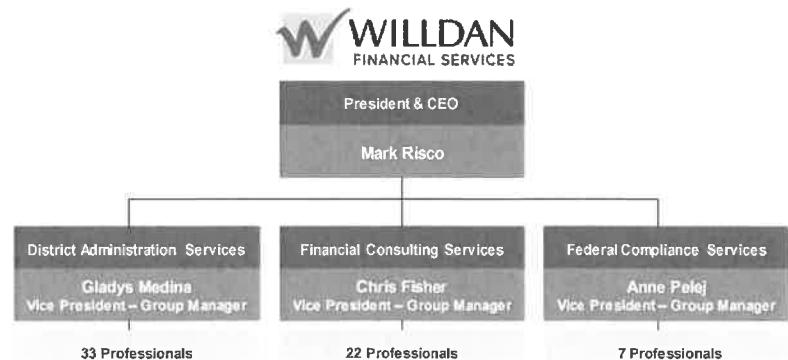 WILLDAN
FINANCIAL SERVICES
President & CEO
Mark Risco
District Administration Services
Gladys Medina
Vice President – Group Manager
33 Professionals
Financial Consulting Services
Chris Fisher
Vice President – Group Manager
22 Professionals
Federal Compliance Services
Anne Pelej
Vice President – Group Manager
7 Professionals